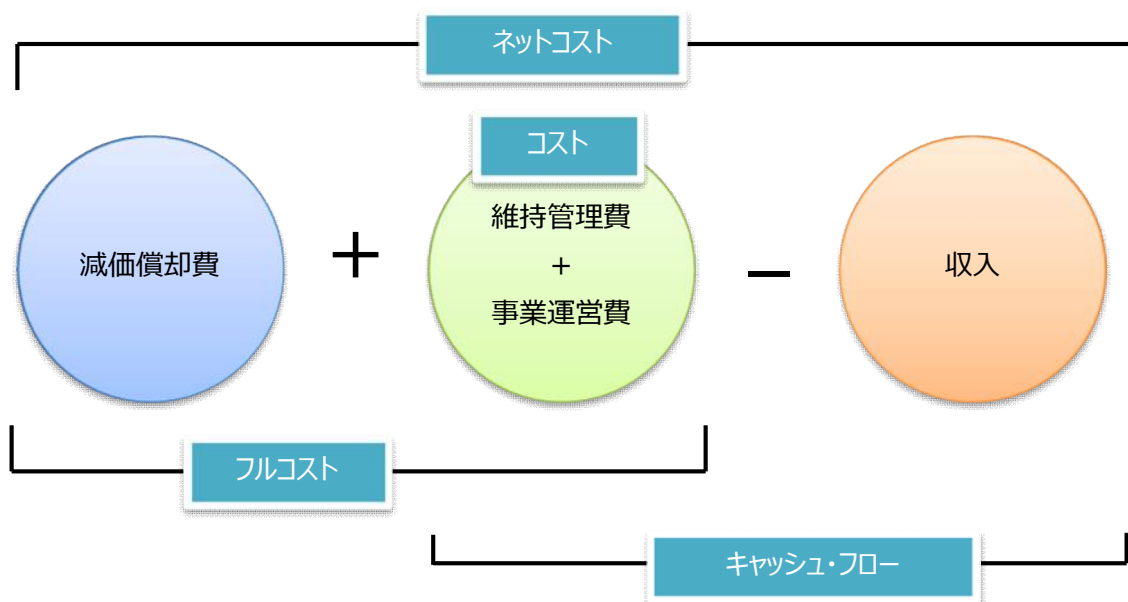 ネットコスト
コスト
減価償却費
+
維持管理費
+
事業運営費
−
収入
フルコスト
キャッシュ・フロー